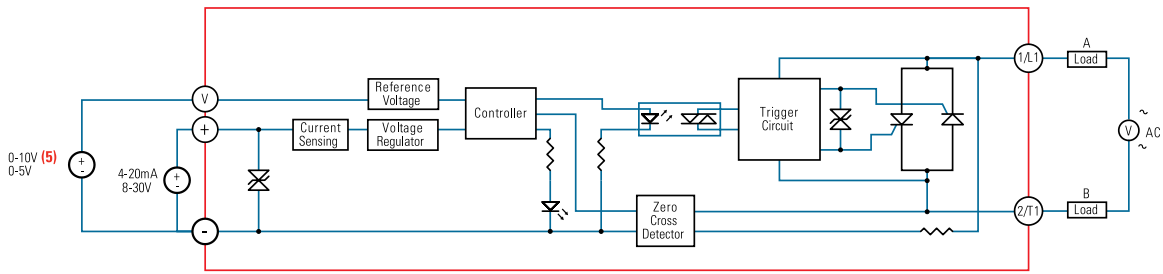 0-10V (5)
0-5V
+
-
4-20mA
8-30V
+
-
V
+
-
Current
Sensing
Reference
Voltage
Voltage
Regulator
Controller
Trigger
Circuit
Zero
Cross
Detector
1/L1
2/T1
A
Load
B
Load
~
V
AC
~